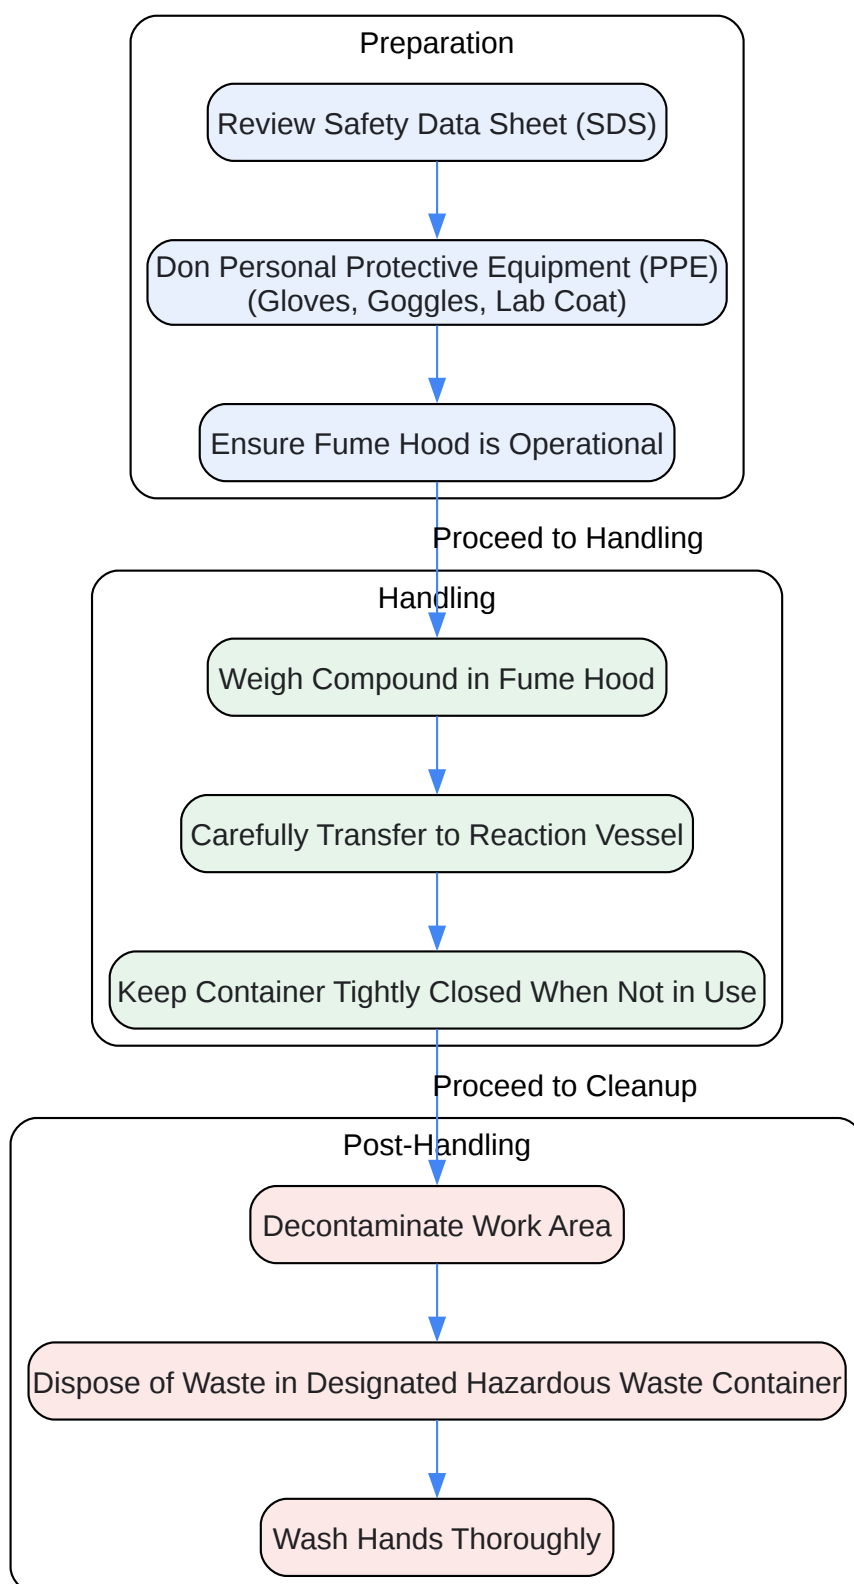 Preparation
Review Safety Data Sheet (SDS)
Don Personal Protective Equipment (PPE)
(Gloves, Goggles, Lab Coat)
Ensure Fume Hood is Operational
Proceed to Handling
Handling
Weigh Compound in Fume Hood
Carefully Transfer to Reaction Vessel
Keep Container Tightly Closed When Not in Use
Proceed to Cleanup
Post-Handling
Decontaminate Work Area
Dispose of Waste in Designated Hazardous Waste Container
Wash Hands Thoroughly